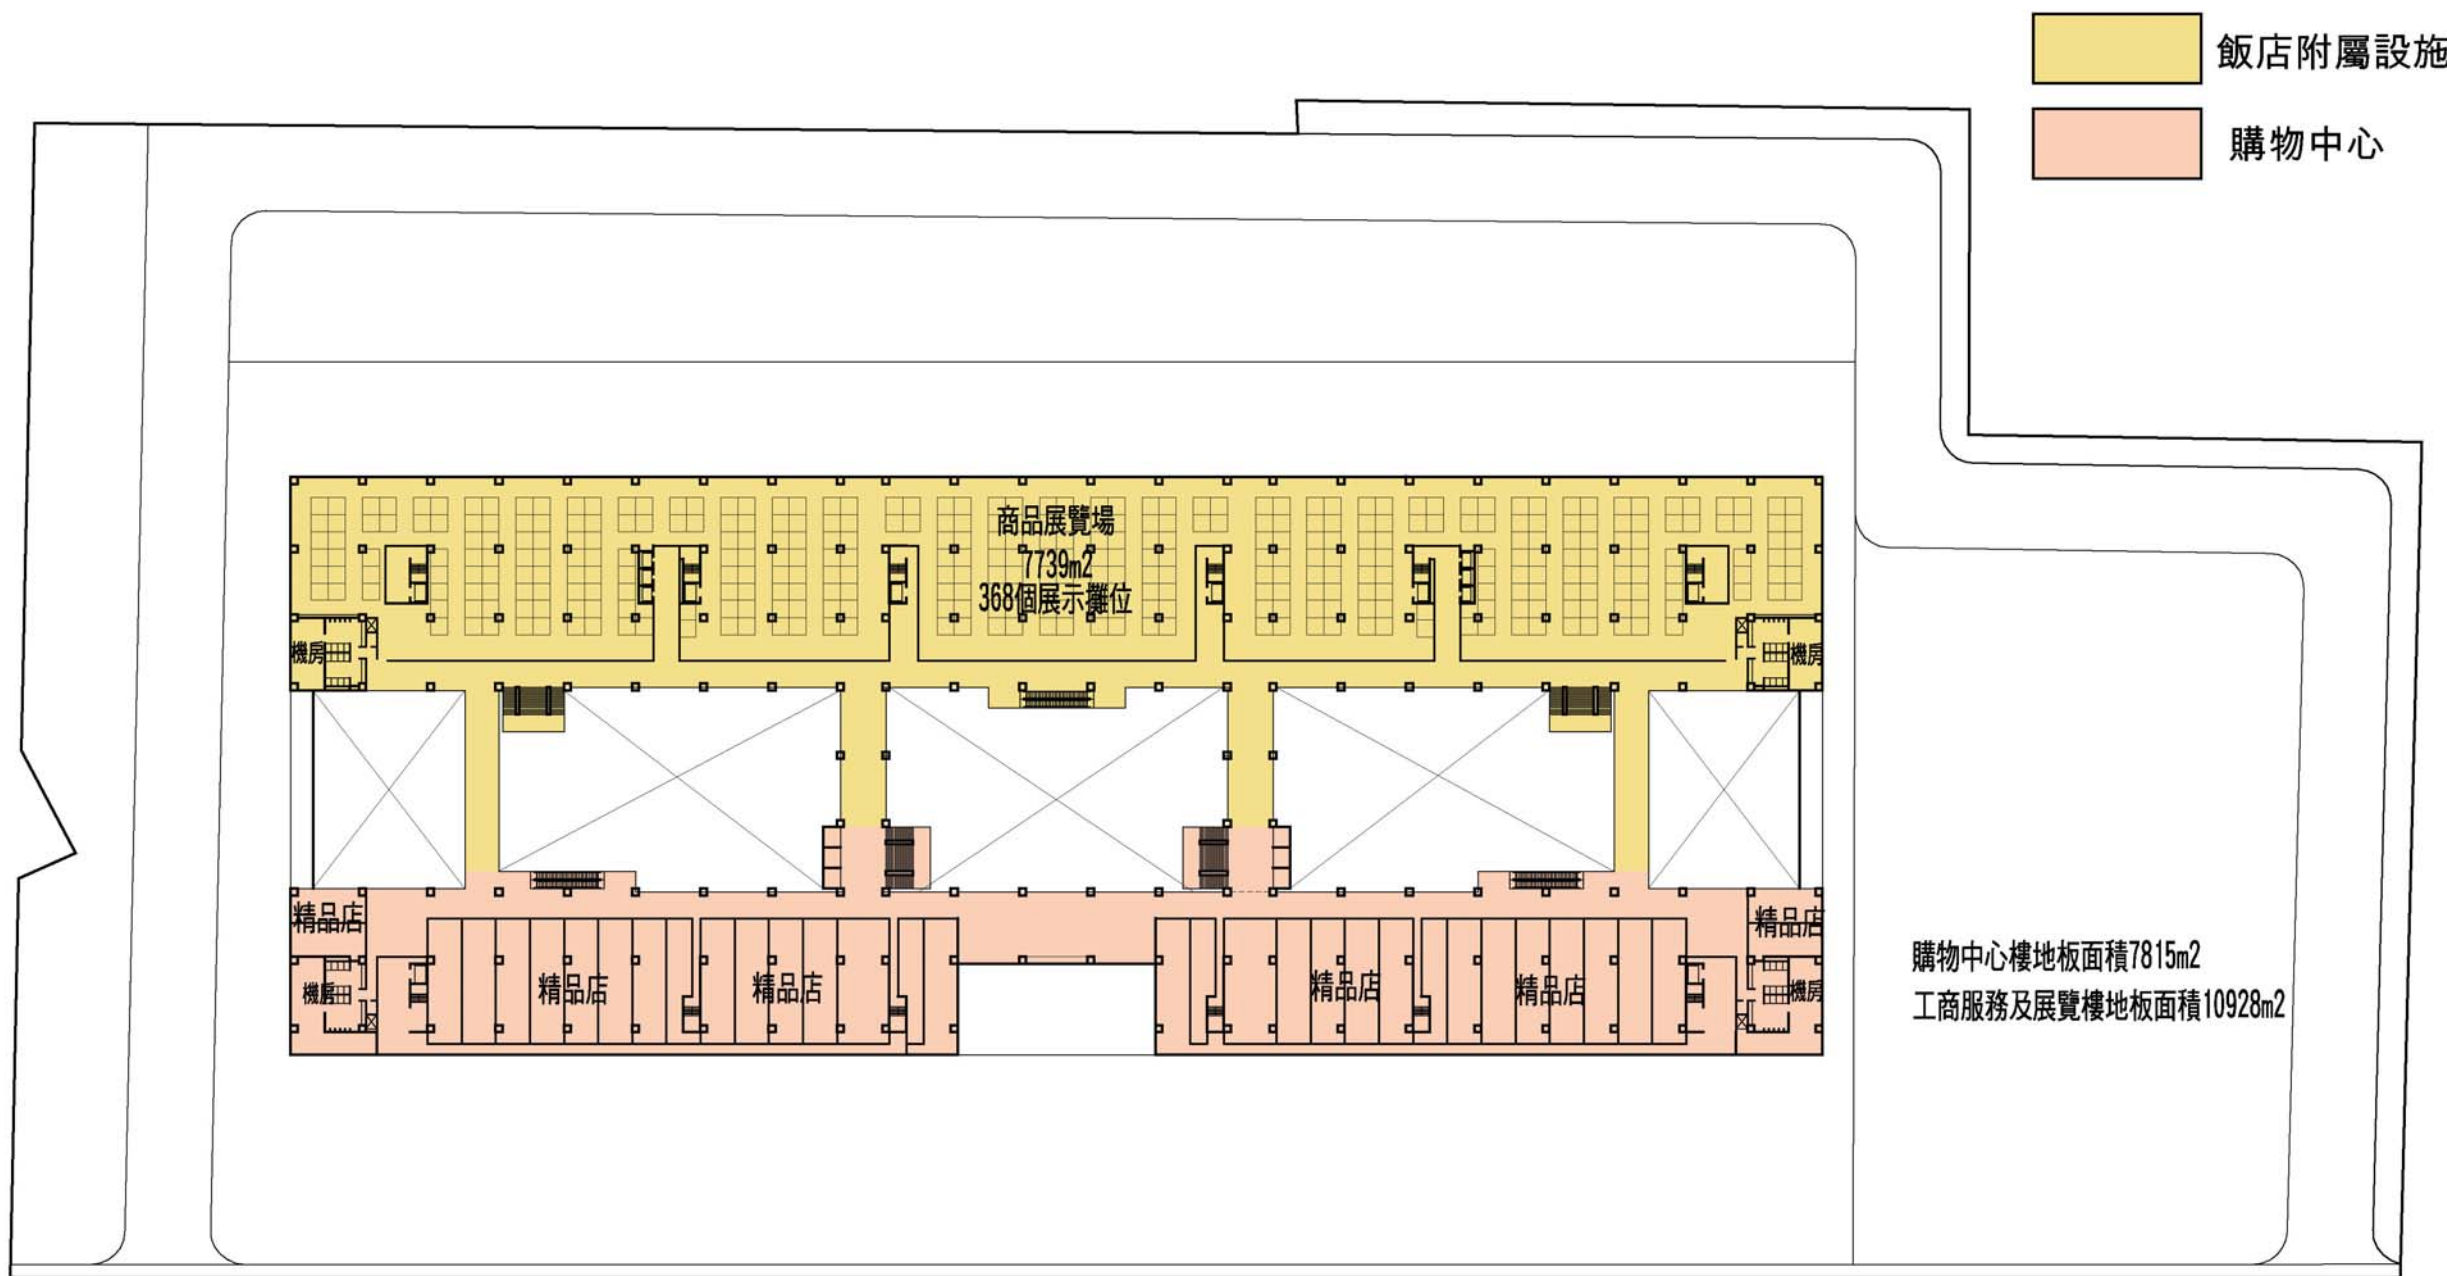 飯店附屬設施
購物中心
商品展覽場
7739m2
368個展示攤位
機房
機房
精品店
精品店
精品店
精品店
精品店
精品店
機房
機房
購物中心樓地板面積7815m2
工商服務及展覽樓地板面積10928m2